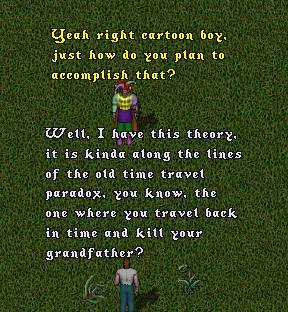 Yeah right cartoon boy,
just how do you plan to
accomplish that?
Well, I have this theory,
it is kinda along the lines
of the old time travel
paradox, you know, the
one where you travel back
in time and kill your
grandfather?